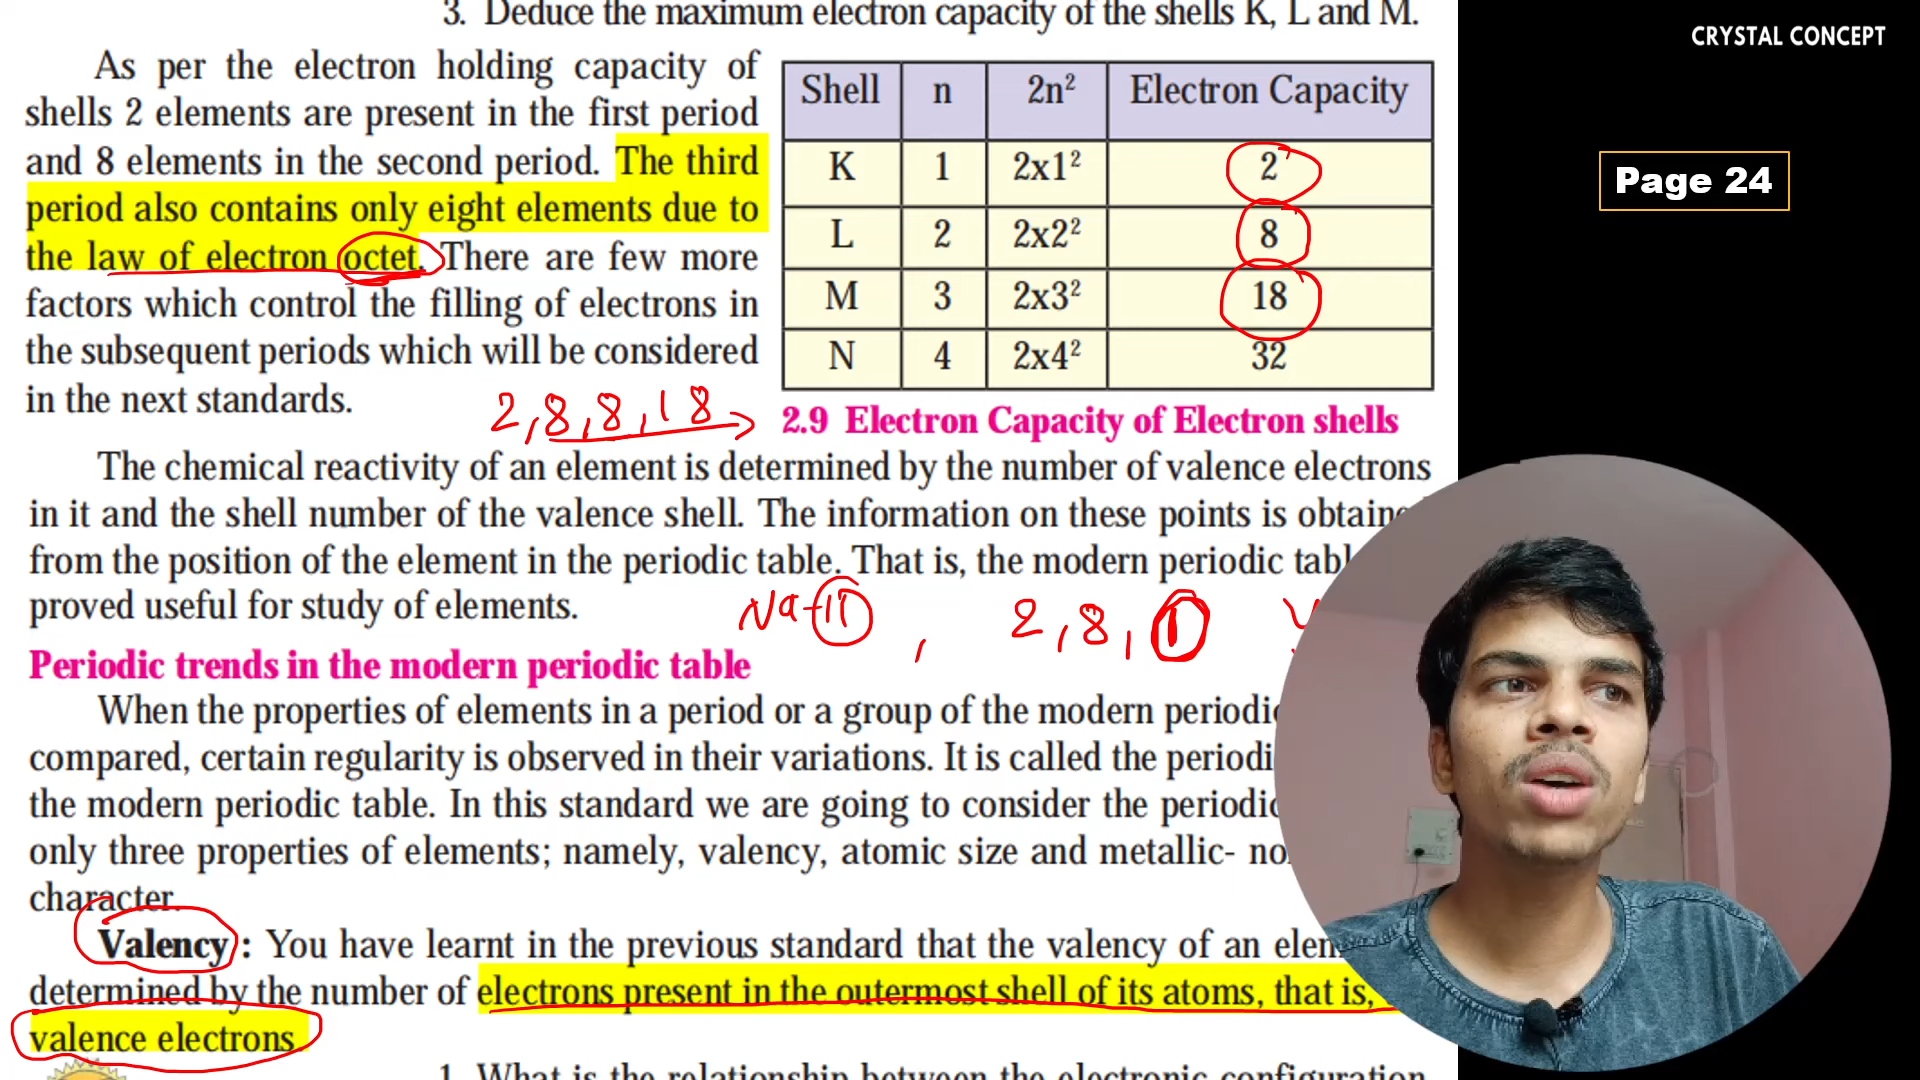 3. Deduce the maximum electron capacity of the shells K, L and M.
CRYSTAL CONCEPT
Page 24
As per the electron holding capacity of
shells 2 elements are present in the first period
and 8 elements in the second period. The third
period also contains only eight elements due to
the law of electron octet. There are few more
factors which control the filling of electrons in
the subsequent periods which will be considered
in the next standards.
2,8,8,18
Shell n 2n² Electron Capacity
K 1 2x1² 2
L 2 2x2² 8
M 3 2x3² 18
N 4 2x4² 32
2.9 Electron Capacity of Electron shells
The chemical reactivity of an element is determined by the number of valence electrons
in it and the shell number of the valence shell. The information on these points is
from the position of the element in the periodic table. That is, the modern periodic
proved useful for study of elements.
Na-11, 2,8,1
Periodic trends in the modern periodic table
When the properties of elements in a period or a group of the modern
compared, certain regularity is observed in their variations. It is called the
the modern periodic table. In this standard we are going to consider the
only three properties of elements; namely, valency, atomic size and metallic-
character.
Valency : You have learnt in the previous standard that the valency of an
determined by the number of electrons present in the outermost shell of its atoms, that is,
valence electrons.
1. What is the relationship between the electronic configuration